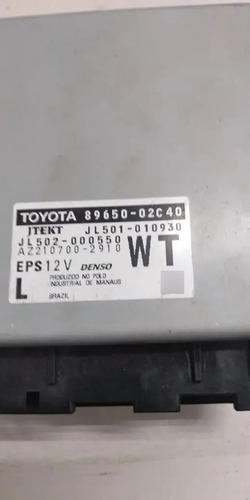 TOYOTA 89650-02C40
JTEKT JL501-010930
JL502-000550
AZ210700-2910
WT
EPS12V DENSO
L
PRODUZIDO NO POLO
INDUSTRIAL DE MANAUS
BRAZIL